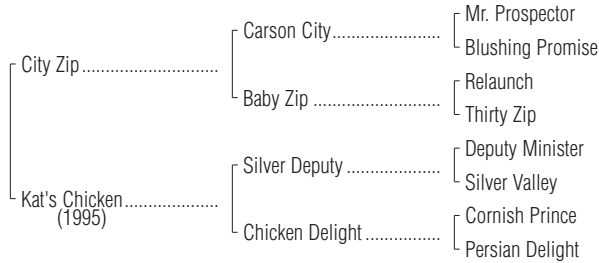 Mr. Prospector
Carson City
Blushing Promise
City Zip
Relaunch
Baby Zip
Thirty Zip
Deputy Minister
Silver Deputy
Silver Valley
Kat's Chicken
(1995)
Cornish Prince
Chicken Delight
Persian Delight